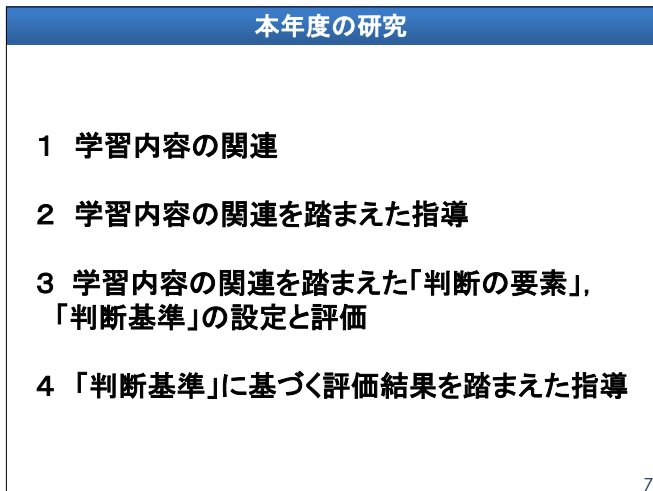 本年度の研究
１　学習内容の関連
２　学習内容の関連を踏まえた指導
３　学習内容の関連を踏まえた「判断の要素」，
「判断基準」の設定と評価
４　「判断基準」に基づく評価結果を踏まえた指導
7